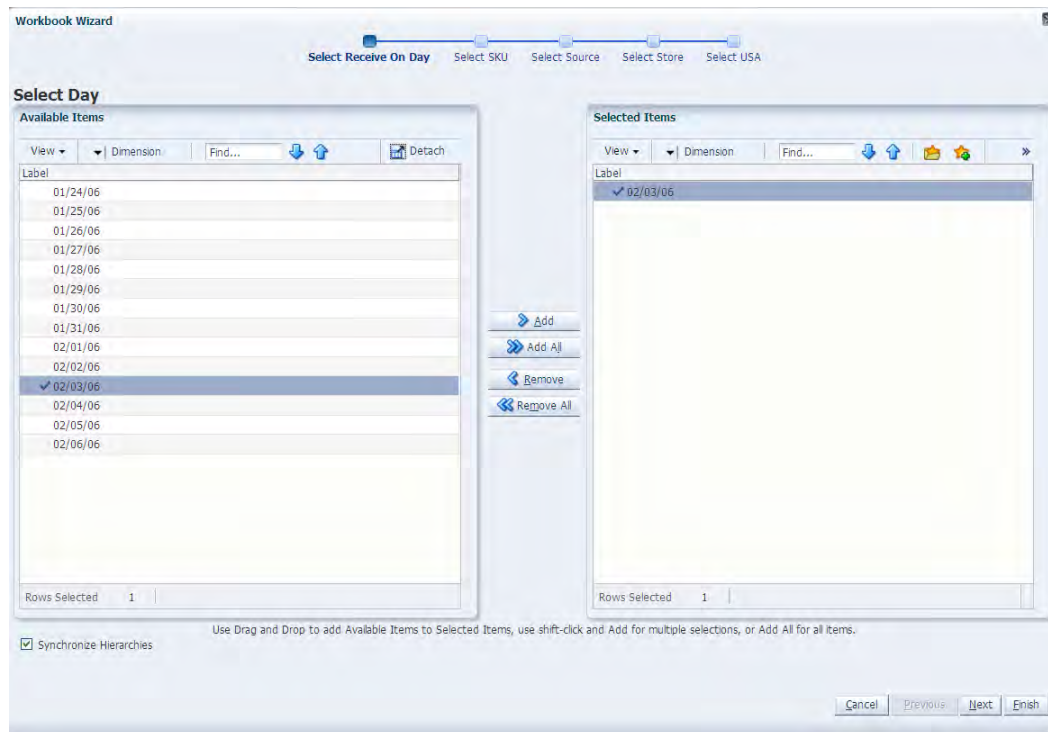 Workbook Wizard
Select Receive On Day Select SKU Select Source Select Store Select USA
Select Day
Available Items
View Dimension Find... Detach
Label
01/24/06
01/25/06
01/26/06
01/27/06
01/28/06
01/29/06
01/30/06
01/31/06
02/01/06
02/02/06
02/03/06
02/04/06
02/05/06
02/06/06
Rows Selected 1
Add
Add All
Remove
Remove All
Selected Items
View Dimension Find... »
Label
02/03/06
Rows Selected 1
Use Drag and Drop to add Available Items to Selected Items, use shift-click and Add for multiple selections, or Add All for all items.
Synchronize Hierarchies
Cancel Previous Next Finish